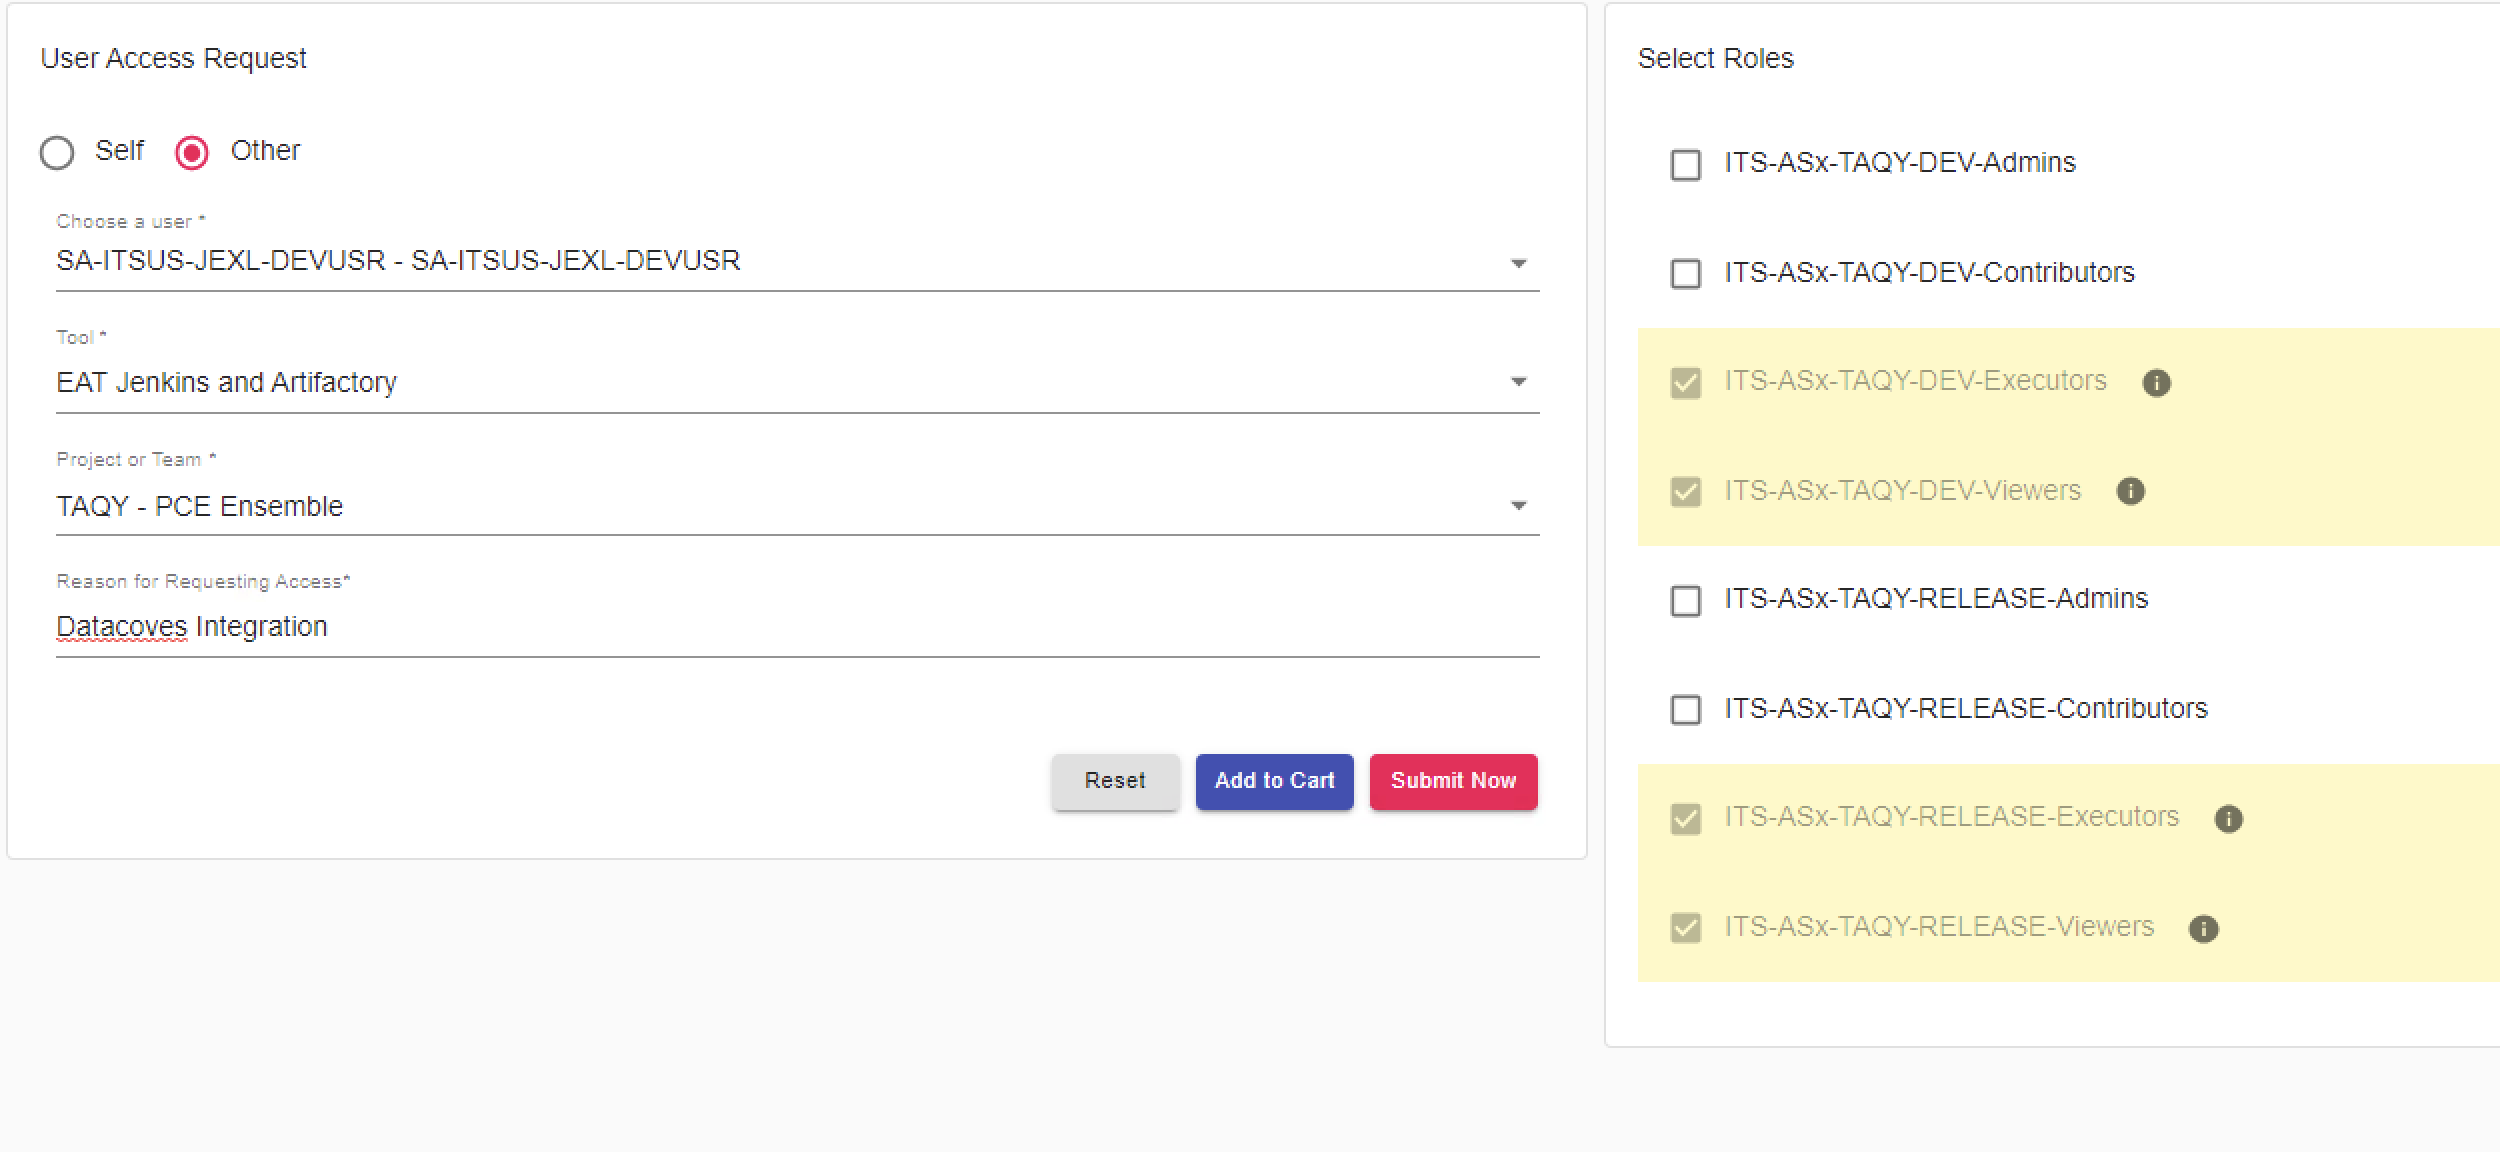 User Access Request
Self
Other
Choose a user *
SA-ITSUS-JEXL-DEVUSR - SA-ITSUS-JEXL-DEVUSR
Tool *
EAT Jenkins and Artifactory
Project or Team *
TAQY - PCE Ensemble
Reason for Requesting Access*
Datacoves Integration
Reset
Add to Cart
Submit Now
Select Roles
ITS-ASx-TAQY-DEV-Admins
ITS-ASx-TAQY-DEV-Contributors
ITS-ASx-TAQY-DEV-Executors
ITS-ASx-TAQY-DEV-Viewers
ITS-ASx-TAQY-RELEASE-Admins
ITS-ASx-TAQY-RELEASE-Contributors
ITS-ASx-TAQY-RELEASE-Executors
ITS-ASx-TAQY-RELEASE-Viewers